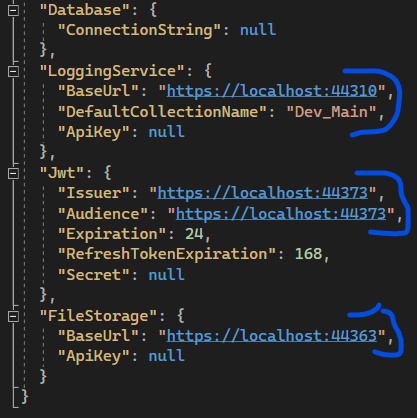 "Database": {
"ConnectionString": null
},
"LoggingService": {
"BaseUrl": "https://localhost:44310",
"DefaultCollectionName": "Dev_Main",
"ApiKey": null
},
"Jwt": {
"Issuer": "https://localhost:44373",
"Audience": "https://localhost:44373",
"Expiration": 24,
"RefreshTokenExpiration": 168,
"Secret": null
},
"FileStorage": {
"BaseUrl": "https://localhost:44363",
"ApiKey": null
}
}